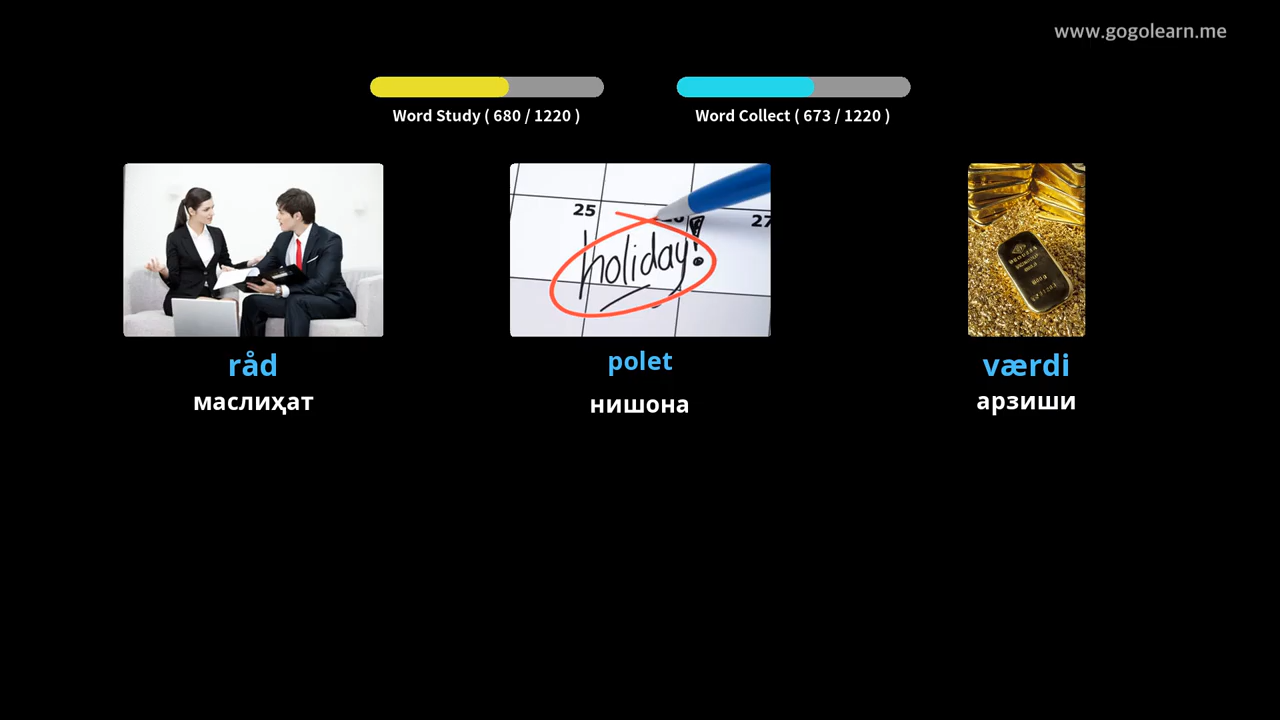 www.gogolearn.me
Word Study ( 680 / 1220 )
Word Collect ( 673 / 1220 )
25
27
holiday!
råd
polet
værdi
маслиҳат
нишона
арзиши